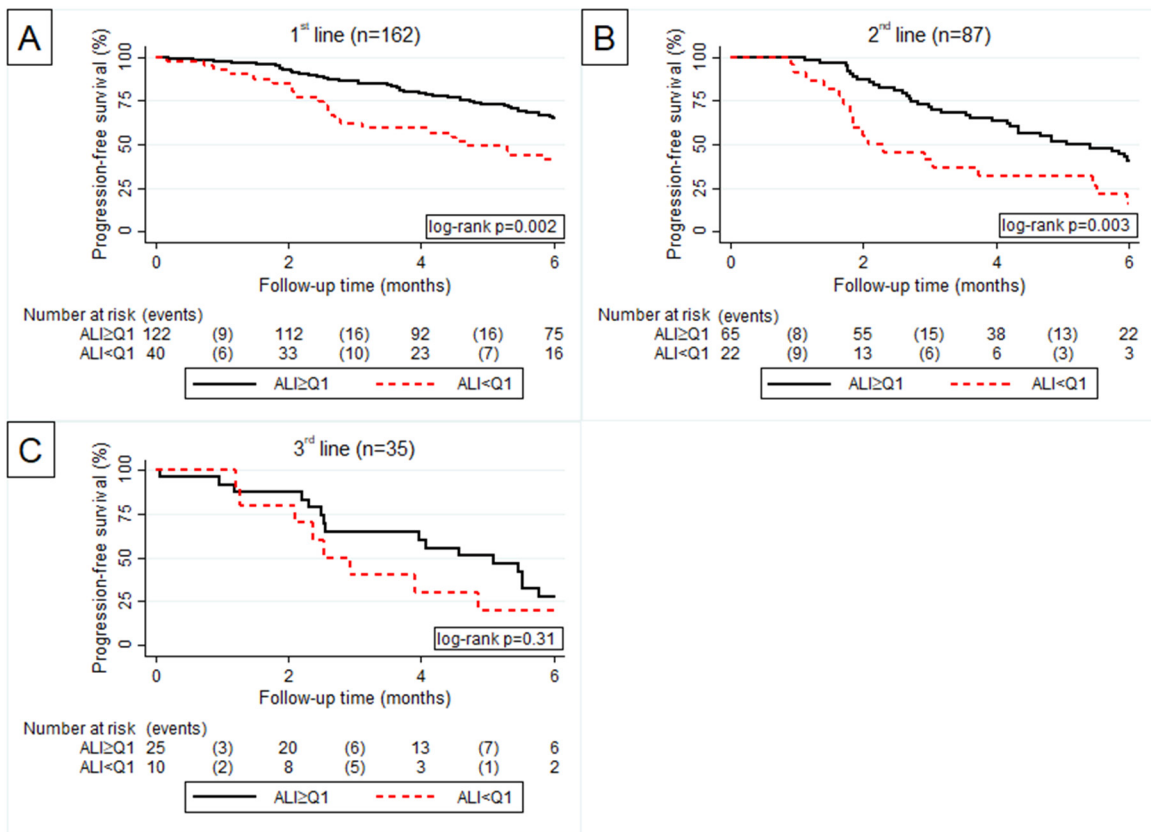 A
1st line (n=162)
Progression-free survival (%)
100
75
50
25
0
log-rank p=0.002
0 2 4 6
Follow-up time (months)
Number at risk (events)
ALI≥Q1 122 (9) 112 (16) 92 (16) 75
ALI<Q1 40 (6) 33 (10) 23 (7) 16
ALI≥Q1 ALI<Q1
B
2nd line (n=87)
Progression-free survival (%)
100
75
50
25
0
log-rank p=0.003
0 2 4 6
Follow-up time (months)
Number at risk (events)
ALI≥Q1 65 (8) 55 (15) 38 (13) 22
ALI<Q1 22 (9) 13 (6) 6 (3) 3
ALI≥Q1 ALI<Q1
C
3rd line (n=35)
Progression-free survival (%)
100
75
50
25
0
log-rank p=0.31
0 2 4 6
Follow-up time (months)
Number at risk (events)
ALI≥Q1 25 (3) 20 (6) 13 (7) 6
ALI<Q1 10 (2) 8 (5) 3 (1) 2
ALI≥Q1 ALI<Q1